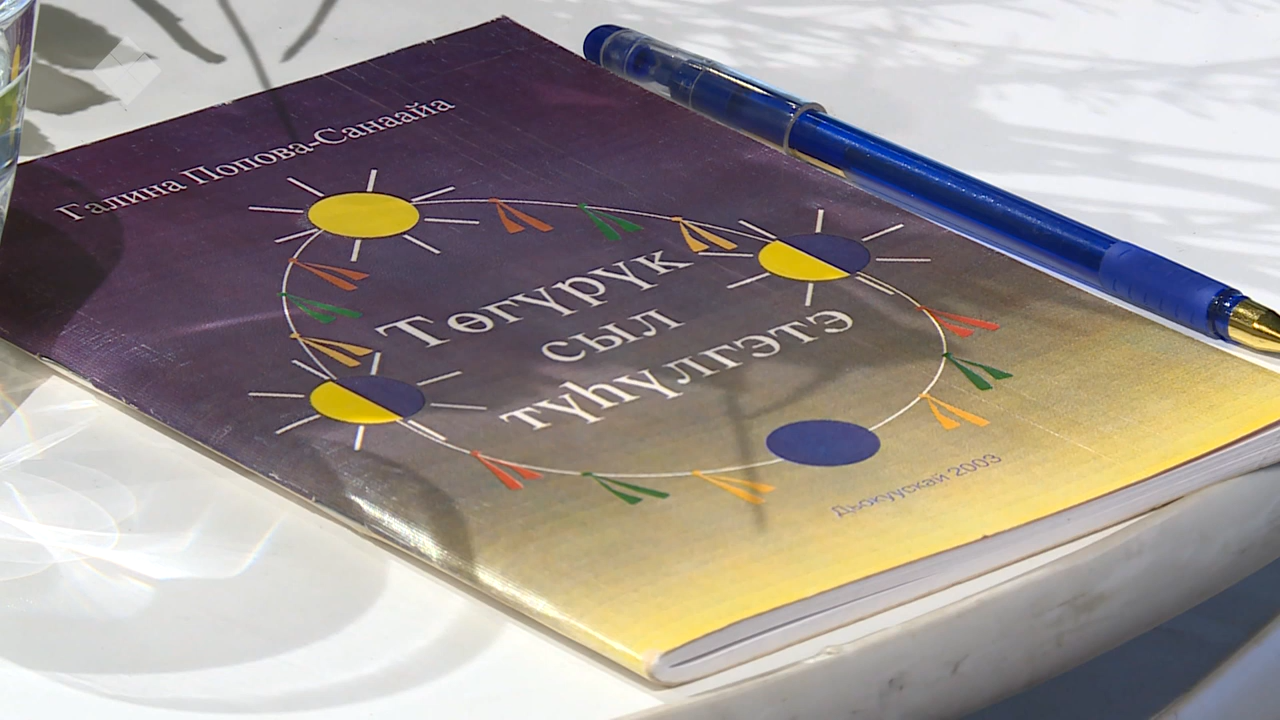 Галина Попова-Санаайа
Төгүрүк
сыл
түһүлгэтэ
Дьокуускай 2003